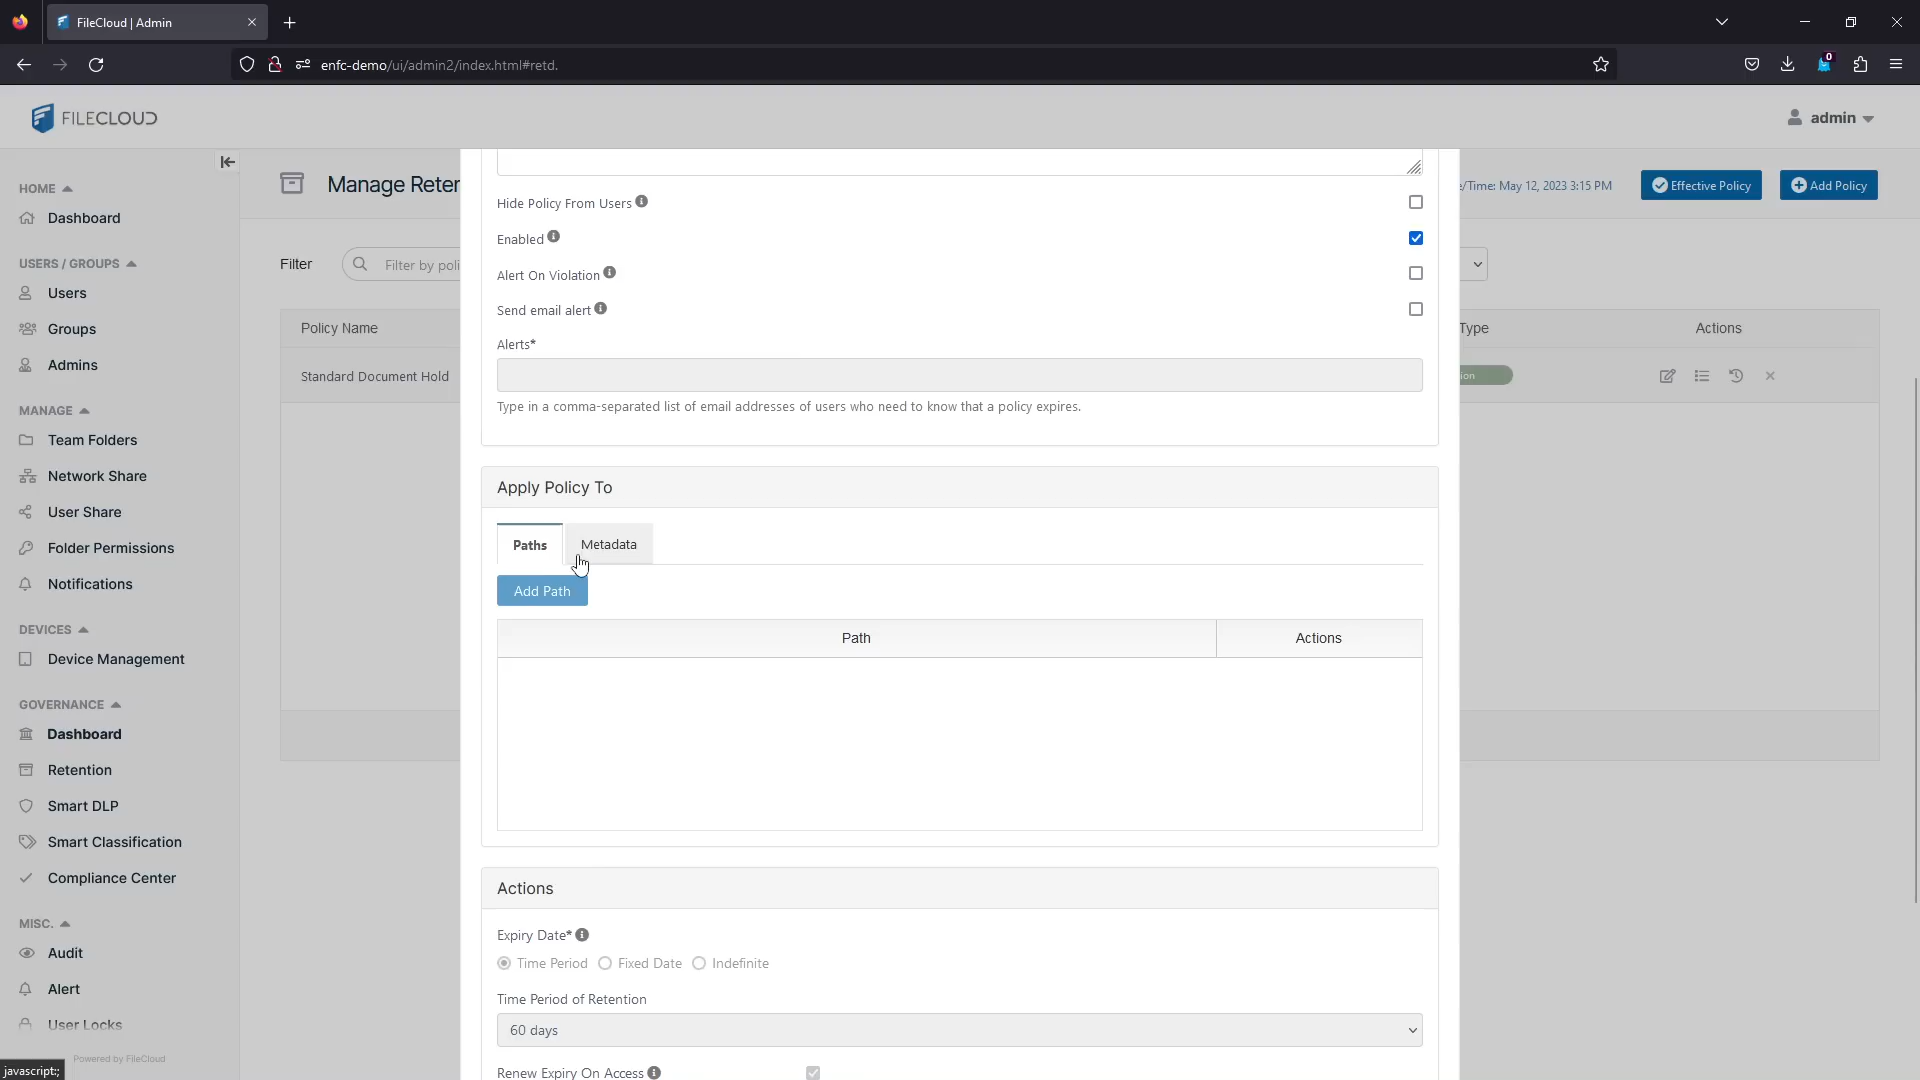 FileCloud | Admin
0
enfc-demo/ui/admin2/index.html#retd.
FILECLOUD
admin
HOME
Dashboard
USERS / GROUPS
Users
Groups
Admins
MANAGE
Team Folders
Network Share
User Share
Folder Permissions
Notifications
DEVICES
Device Management
GOVERNANCE
Dashboard
Retention
Smart DLP
Smart Classification
Compliance Center
MISC.
Audit
Alert
User Locks
Powered by FileCloud
javascript:;
Manage Reter
e/Time: May 12, 2023 3:15 PM
Effective Policy
Add Policy
Filter
Filter by poli
Policy Name
Type
Actions
Standard Document Hold
ion
Hide Policy From Users
Enabled
Alert On Violation
Send email alert
Alerts*
Type in a comma-separated list of email addresses of users who need to know that a policy expires.
Apply Policy To
Paths
Metadata
Add Path
Path
Actions
Actions
Expiry Date*
Time Period
Fixed Date
Indefinite
Time Period of Retention
60 days
Renew Expiry On Access